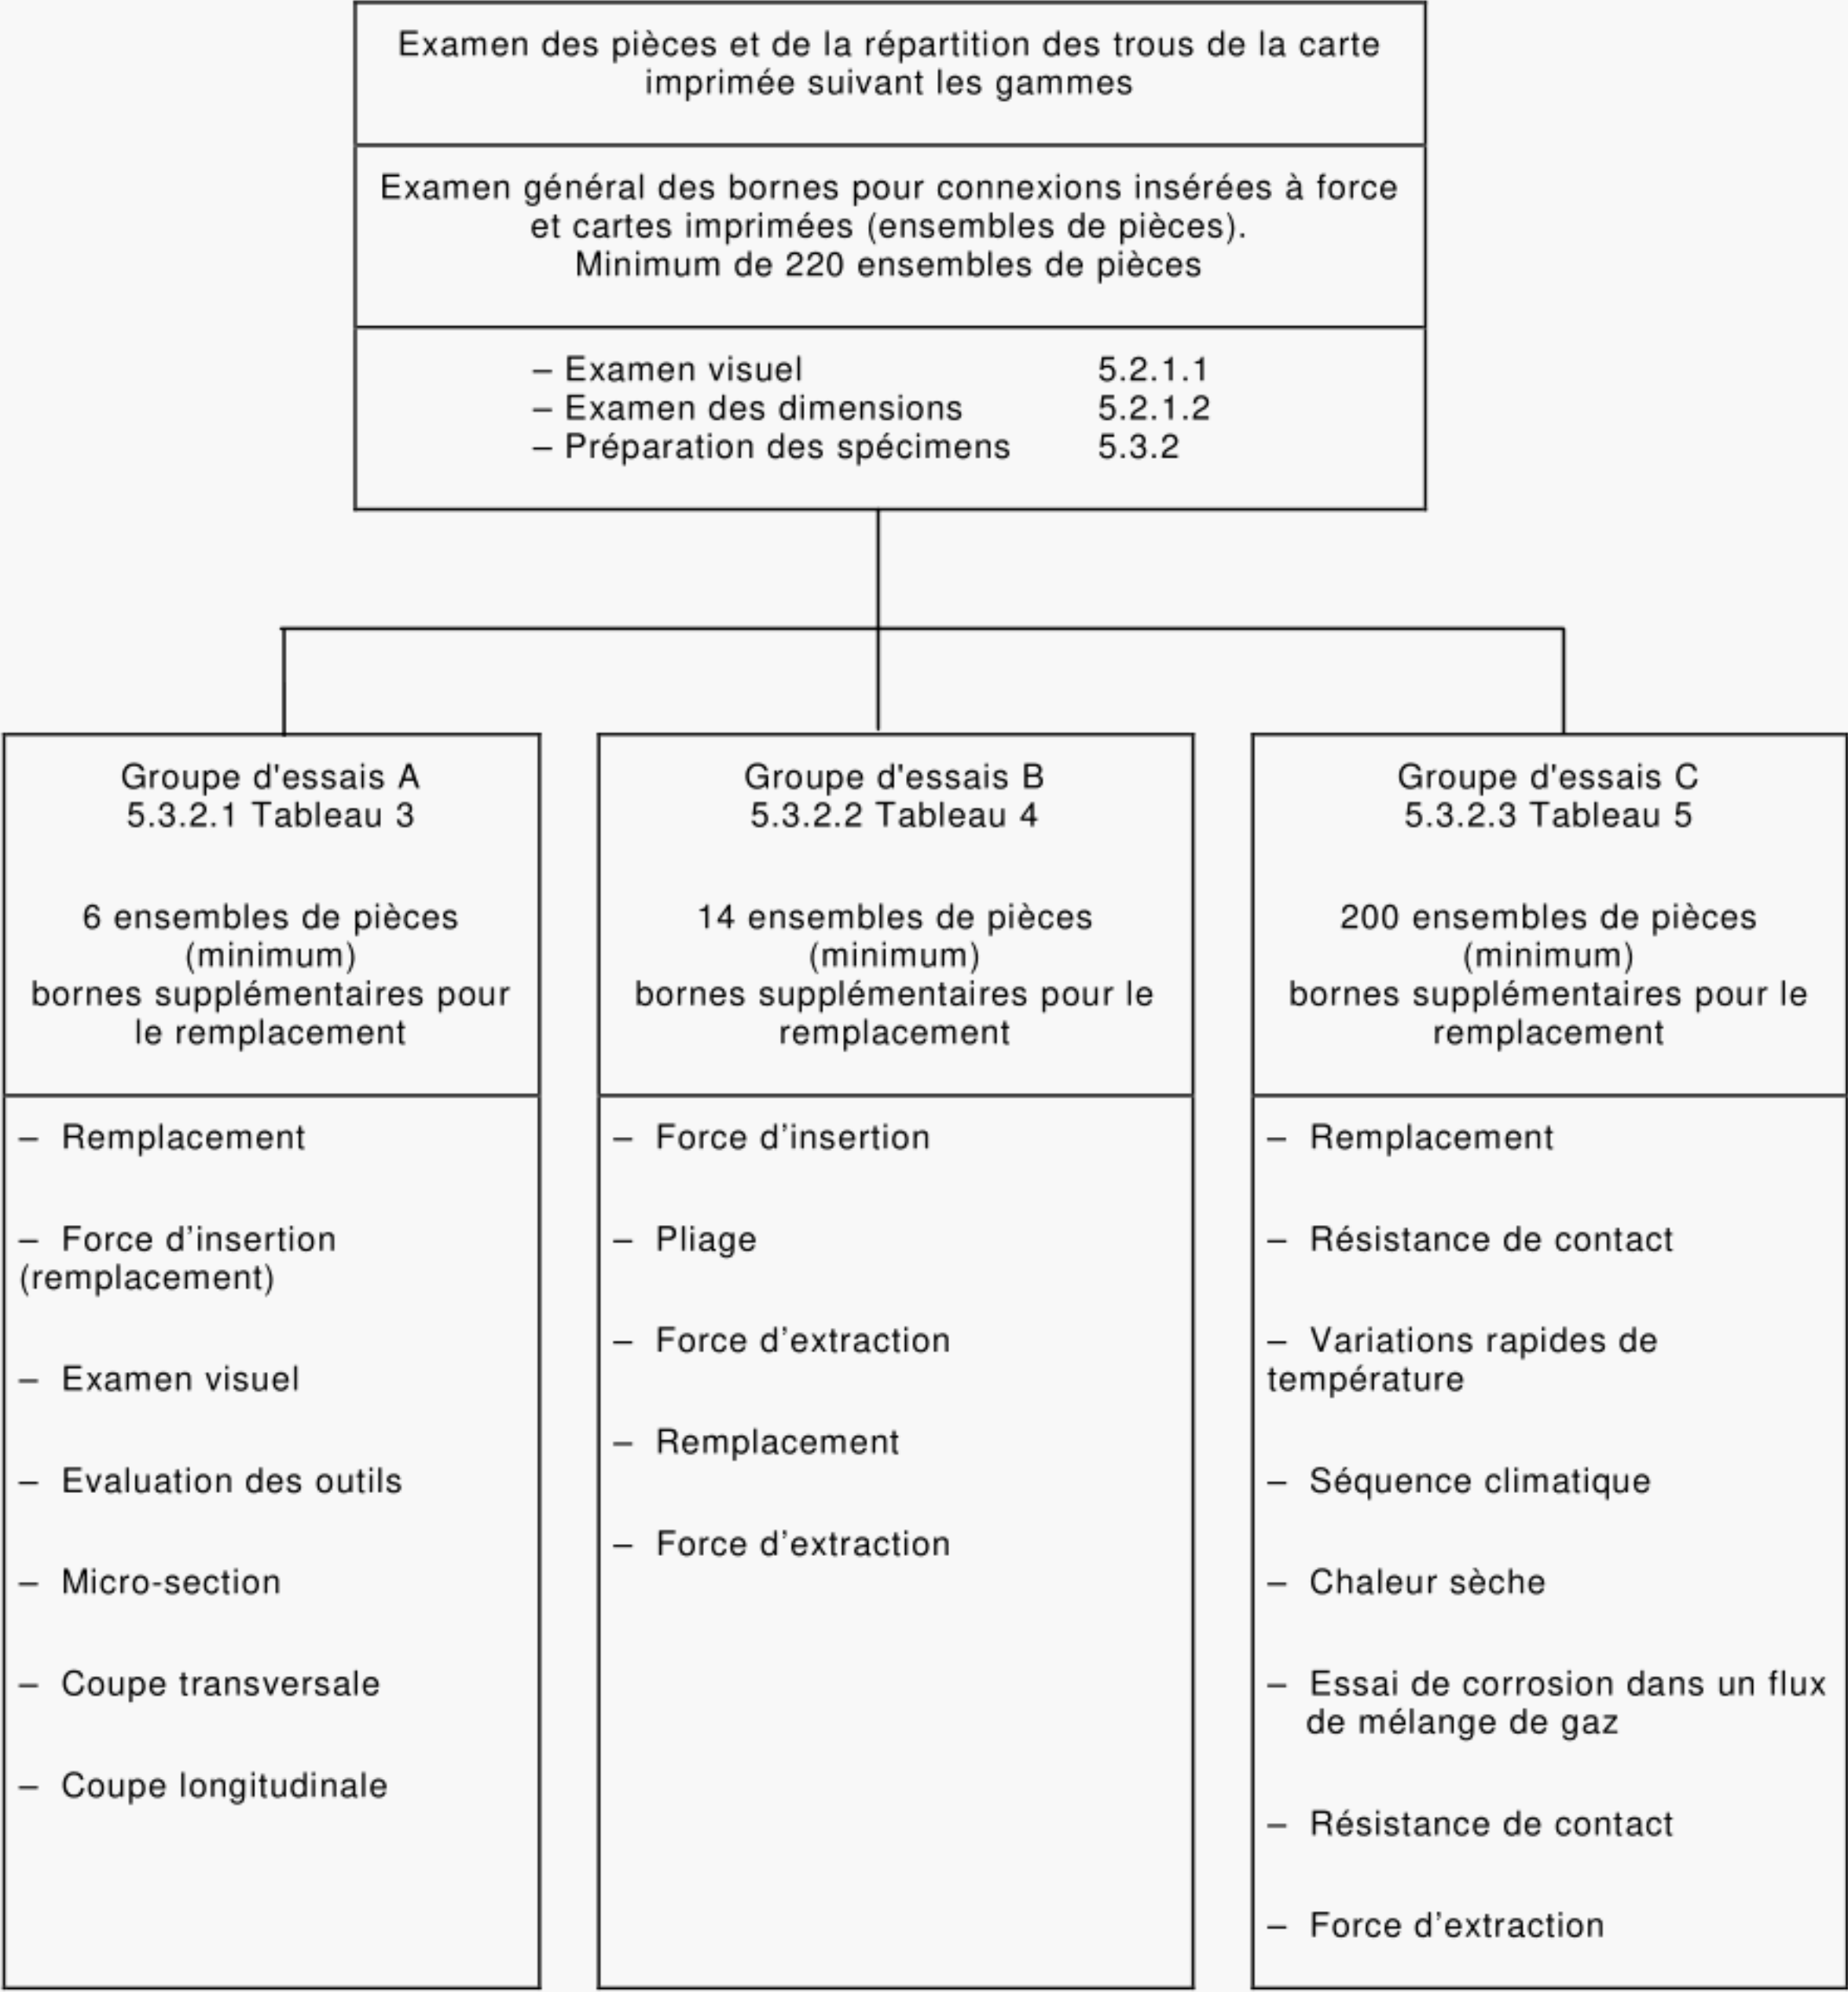 Examen des pièces et de la répartition des trous de la carte
imprimée suivant les gammes
Examen général des bornes pour connexions insérées à force
et cartes imprimées (ensembles de pièces).
Minimum de 220 ensembles de pièces
– Examen visuel 5.2.1.1
– Examen des dimensions 5.2.1.2
– Préparation des spécimens 5.3.2
Groupe d'essais A
5.3.2.1 Tableau 3
6 ensembles de pièces
(minimum)
bornes supplémentaires pour
le remplacement
– Remplacement
– Force d’insertion
(remplacement)
– Examen visuel
– Evaluation des outils
– Micro-section
– Coupe transversale
– Coupe longitudinale
Groupe d'essais B
5.3.2.2 Tableau 4
14 ensembles de pièces
(minimum)
bornes supplémentaires pour le
remplacement
– Force d’insertion
– Pliage
– Force d’extraction
– Remplacement
– Force d’extraction
Groupe d'essais C
5.3.2.3 Tableau 5
200 ensembles de pièces
(minimum)
bornes supplémentaires pour le
remplacement
– Remplacement
– Résistance de contact
– Variations rapides de
température
– Séquence climatique
– Chaleur sèche
– Essai de corrosion dans un flux
de mélange de gaz
– Résistance de contact
– Force d’extraction